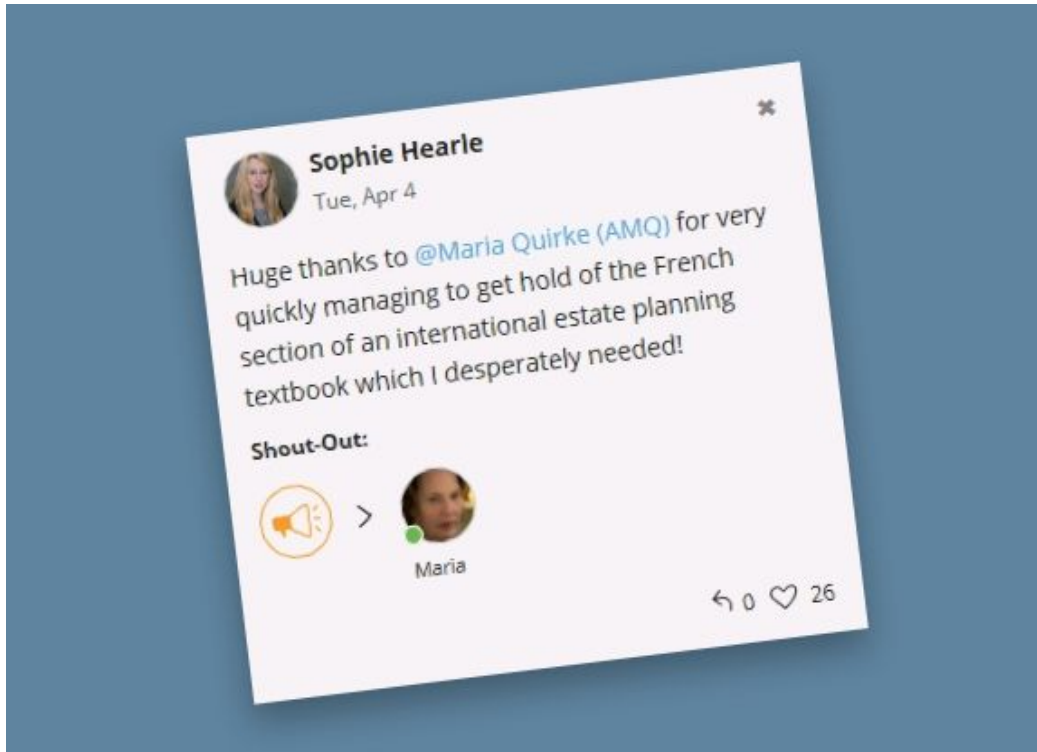 Sophie Hearle
Tue, Apr 4
Huge thanks to @Maria Quirke (AMQ) for very
quickly managing to get hold of the French
section of an international estate planning
textbook which I desperately needed!
Shout-Out:
Maria
0 26